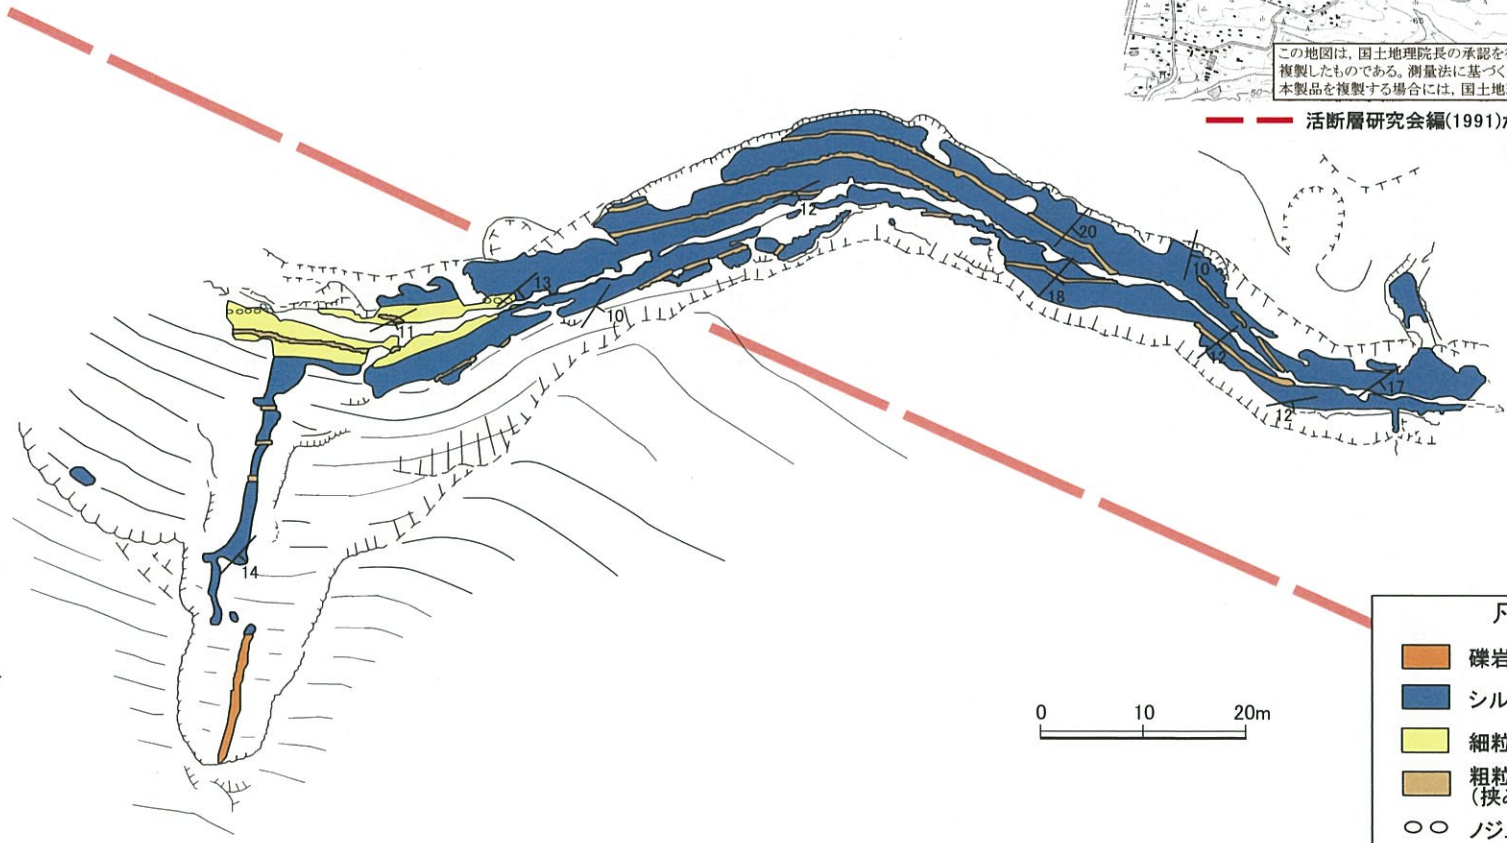 この地図は、国土地理院長の承認を
複製したものである。測量法に基づく
本製品を複製する場合には、国土地
活断層研究会編(1991)
12
20
10
13
18
11
10
12
17
12
14
0 10 20m
礫岩
シル
細粒
粗粒
(挟
ノジ